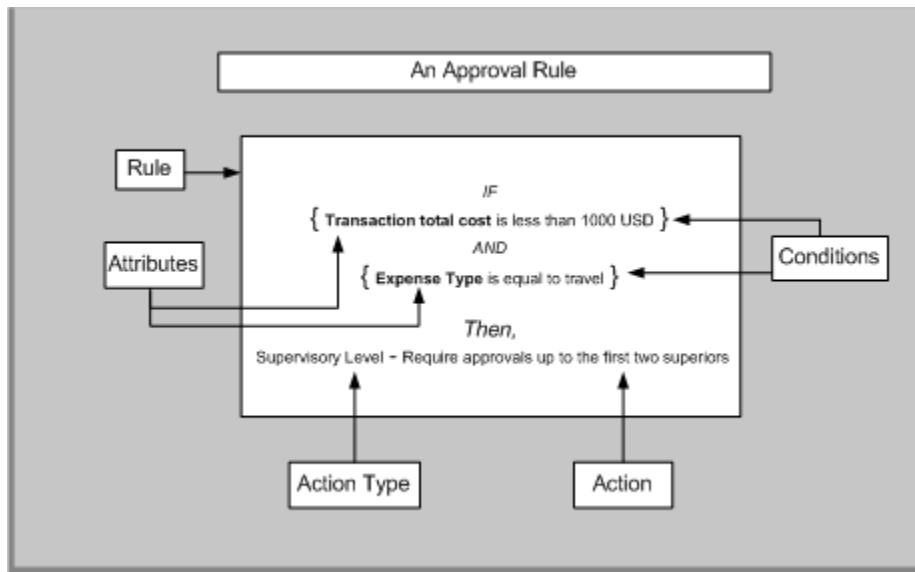 An Approval Rule
Rule
IF
{ Transaction total cost is less than 1000 USD }
AND
Attributes
Conditions
{ Expense Type is equal to travel }
Then,
Supervisory Level - Require approvals up to the first two superiors
Action Type
Action